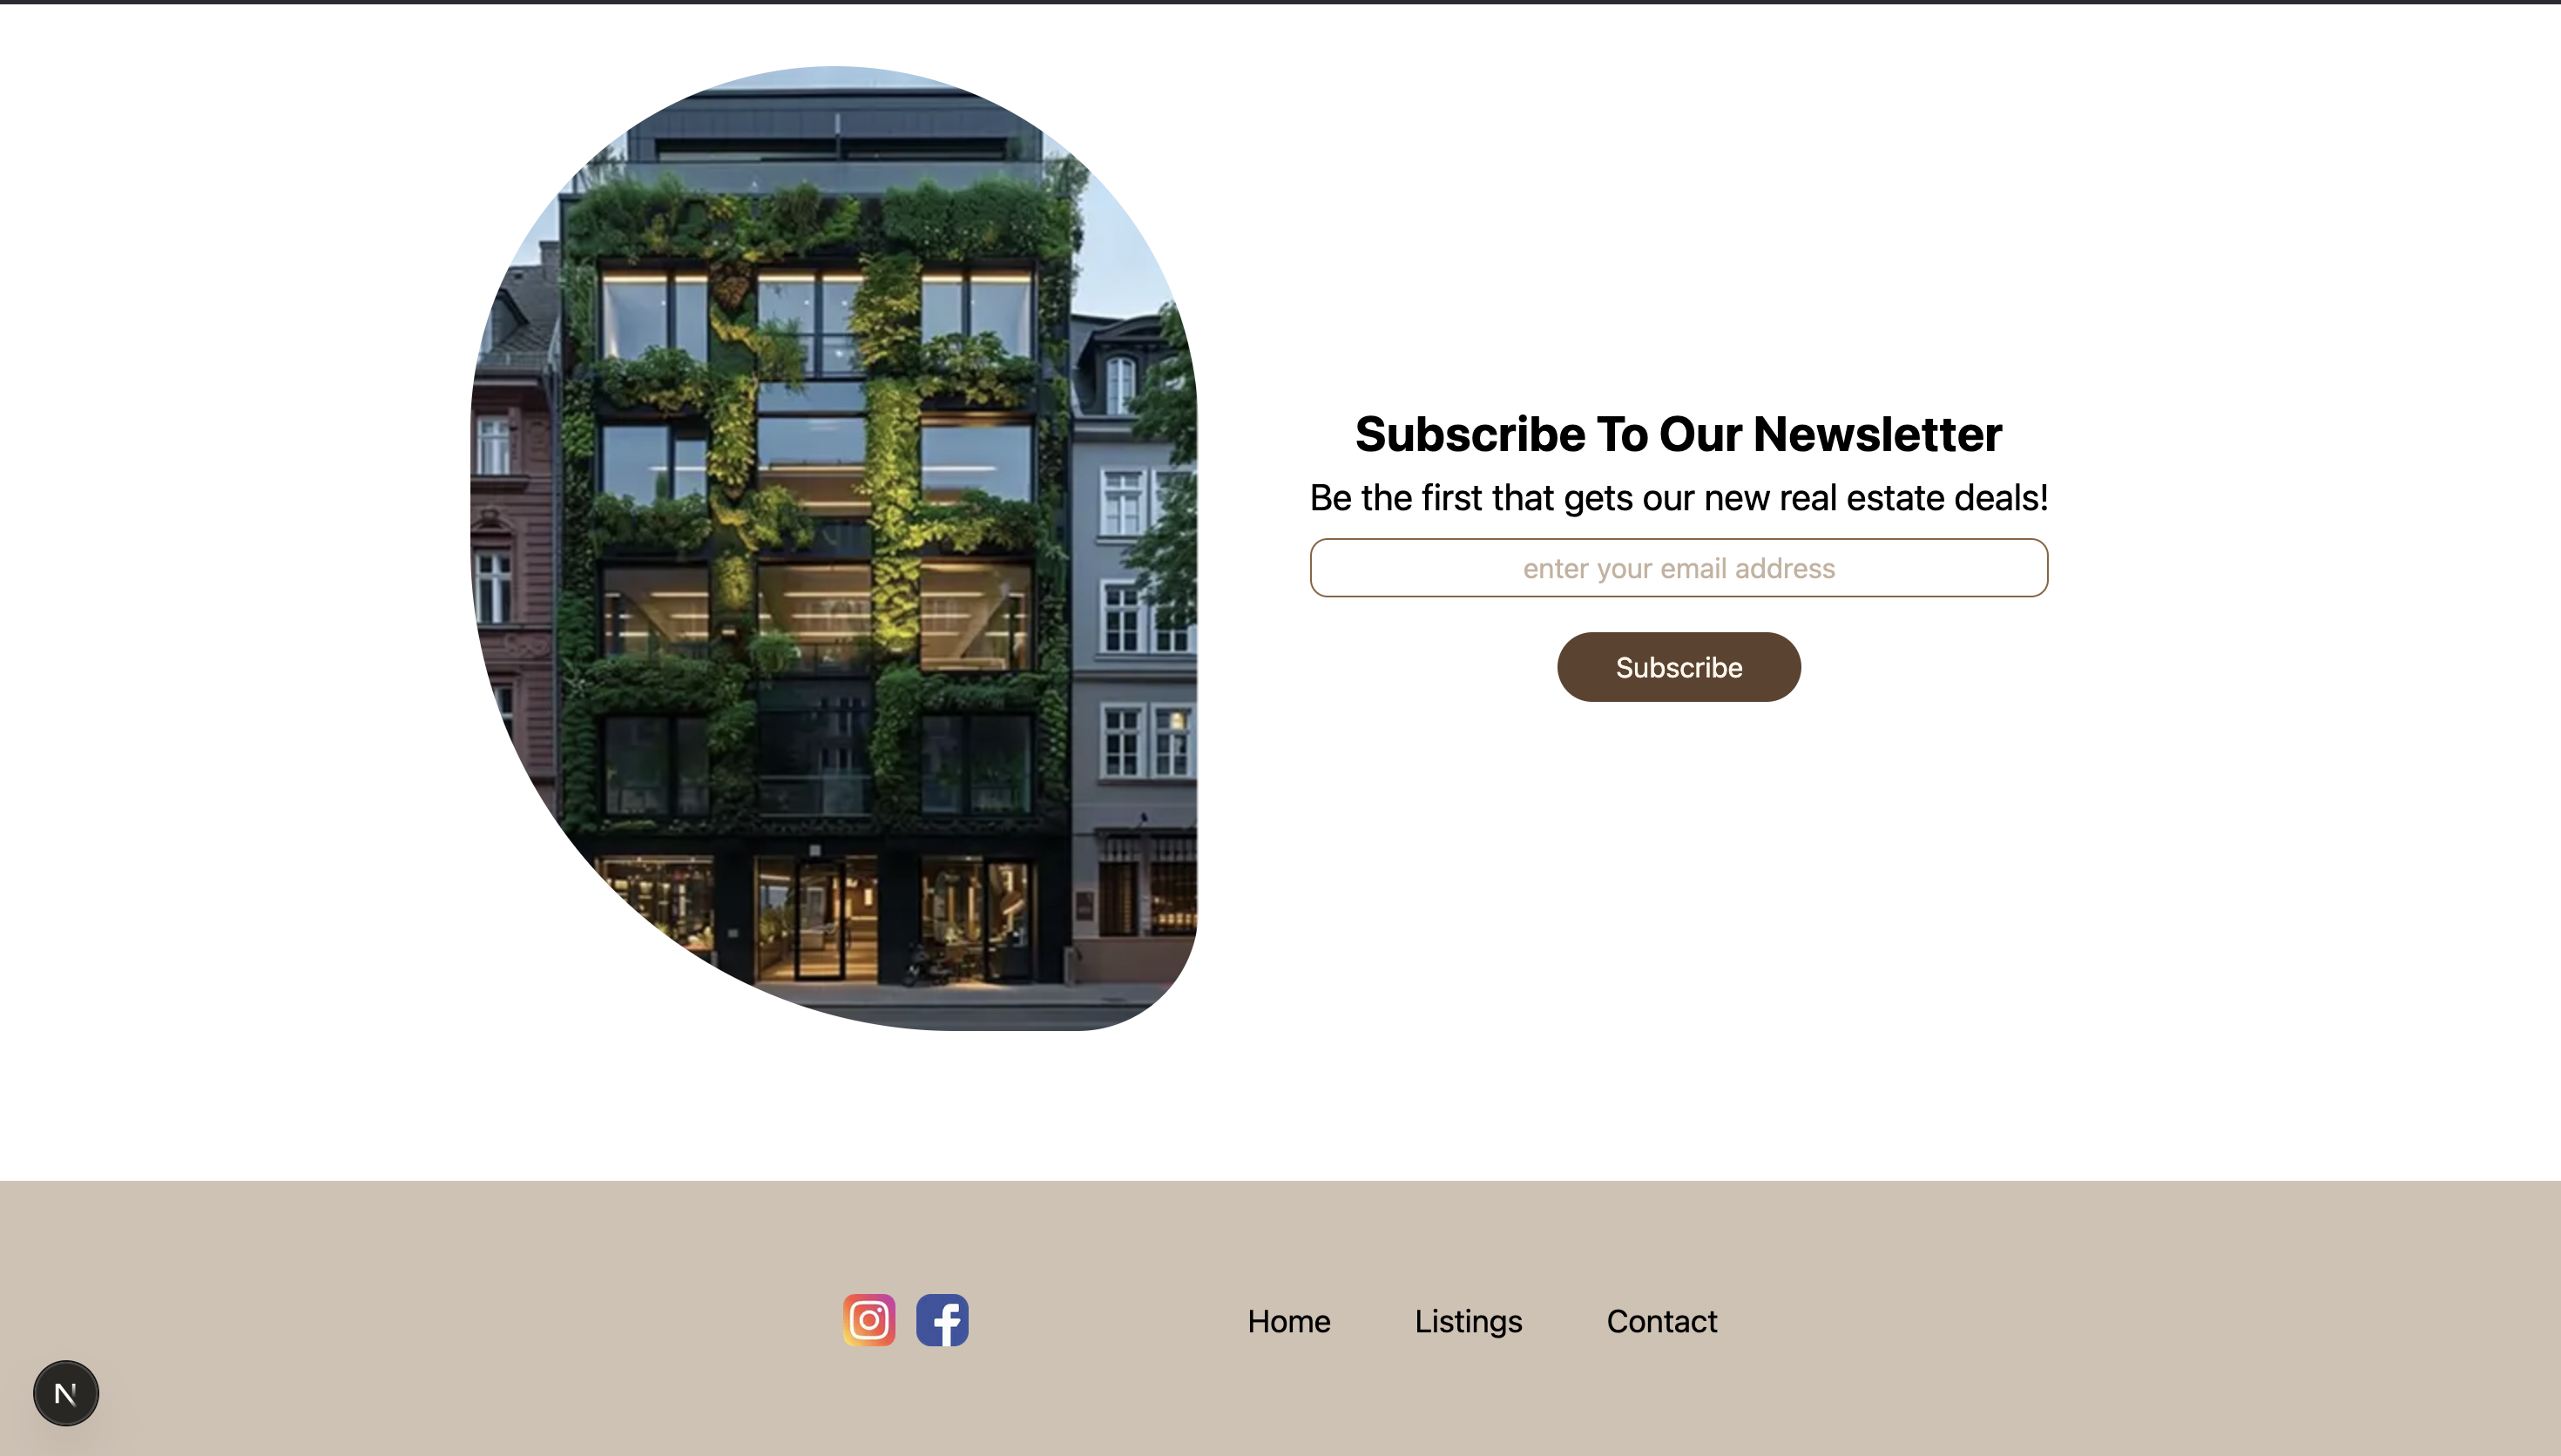 Subscribe To Our Newsletter
Be the first that gets our new real estate deals!
enter your email address
Subscribe
Home Listings Contact
N